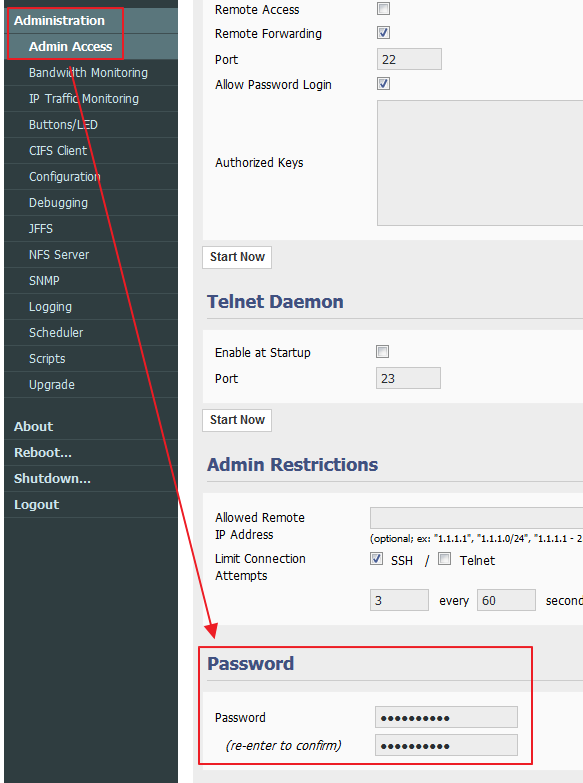 Administration
Admin Access
Bandwidth Monitoring
IP Traffic Monitoring
Buttons/LED
CIFS Client
Configuration
Debugging
JFFS
NFS Server
SNMP
Logging
Scheduler
Scripts
Upgrade
About
Reboot...
Shutdown...
Logout
Remote Access
Remote Forwarding
Port 22
Allow Password Login
Authorized Keys
Start Now
Telnet Daemon
Enable at Startup
Port 23
Start Now
Admin Restrictions
Allowed Remote
IP Address
(optional; ex: "1.1.1.1", "1.1.1.0/24", "1.1.1.1 - 2
Limit Connection
Attempts
SSH / Telnet
3 every 60 second
Password
Password ••••••••••
(re-enter to confirm) ••••••••••